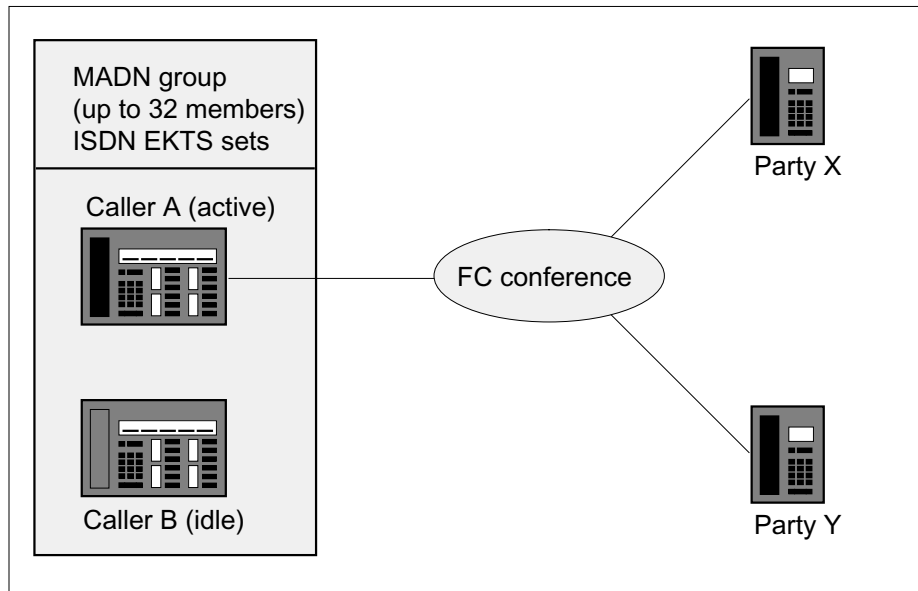 MADN group
(up to 32 members)
ISDN EKTS sets
Caller A (active)
Caller B (idle)
FC conference
Party X
Party Y